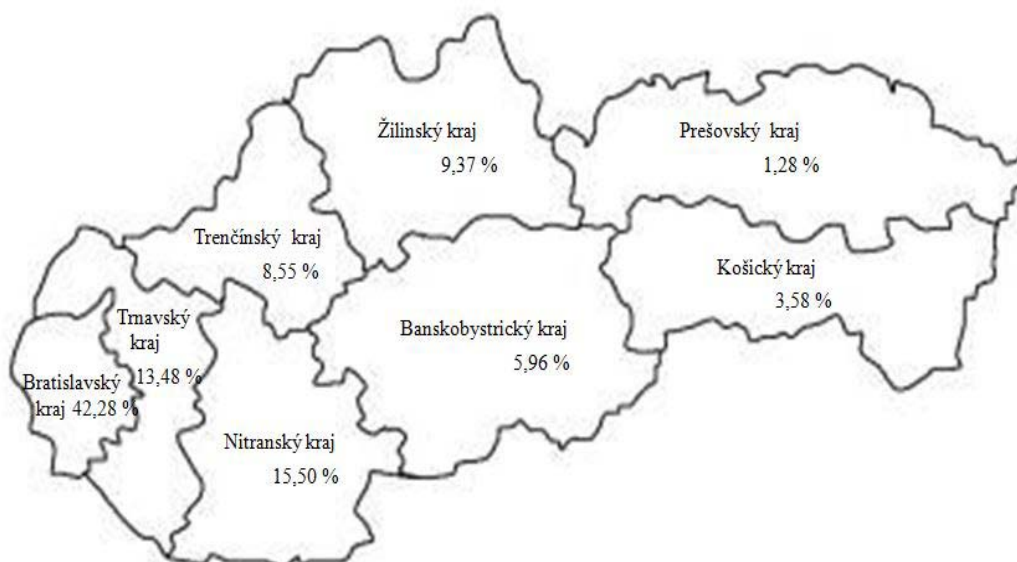 Žilinský kraj
9,37 %
Prešovský kraj
1,28 %
Trenčínský kraj
8,55 %
Košický kraj
3,58 %
Trnavský
kraj
13,48 %
Banskobystrický kraj
5,96 %
Bratislavský
kraj 42,28 %
Nitranský kraj
15,50 %